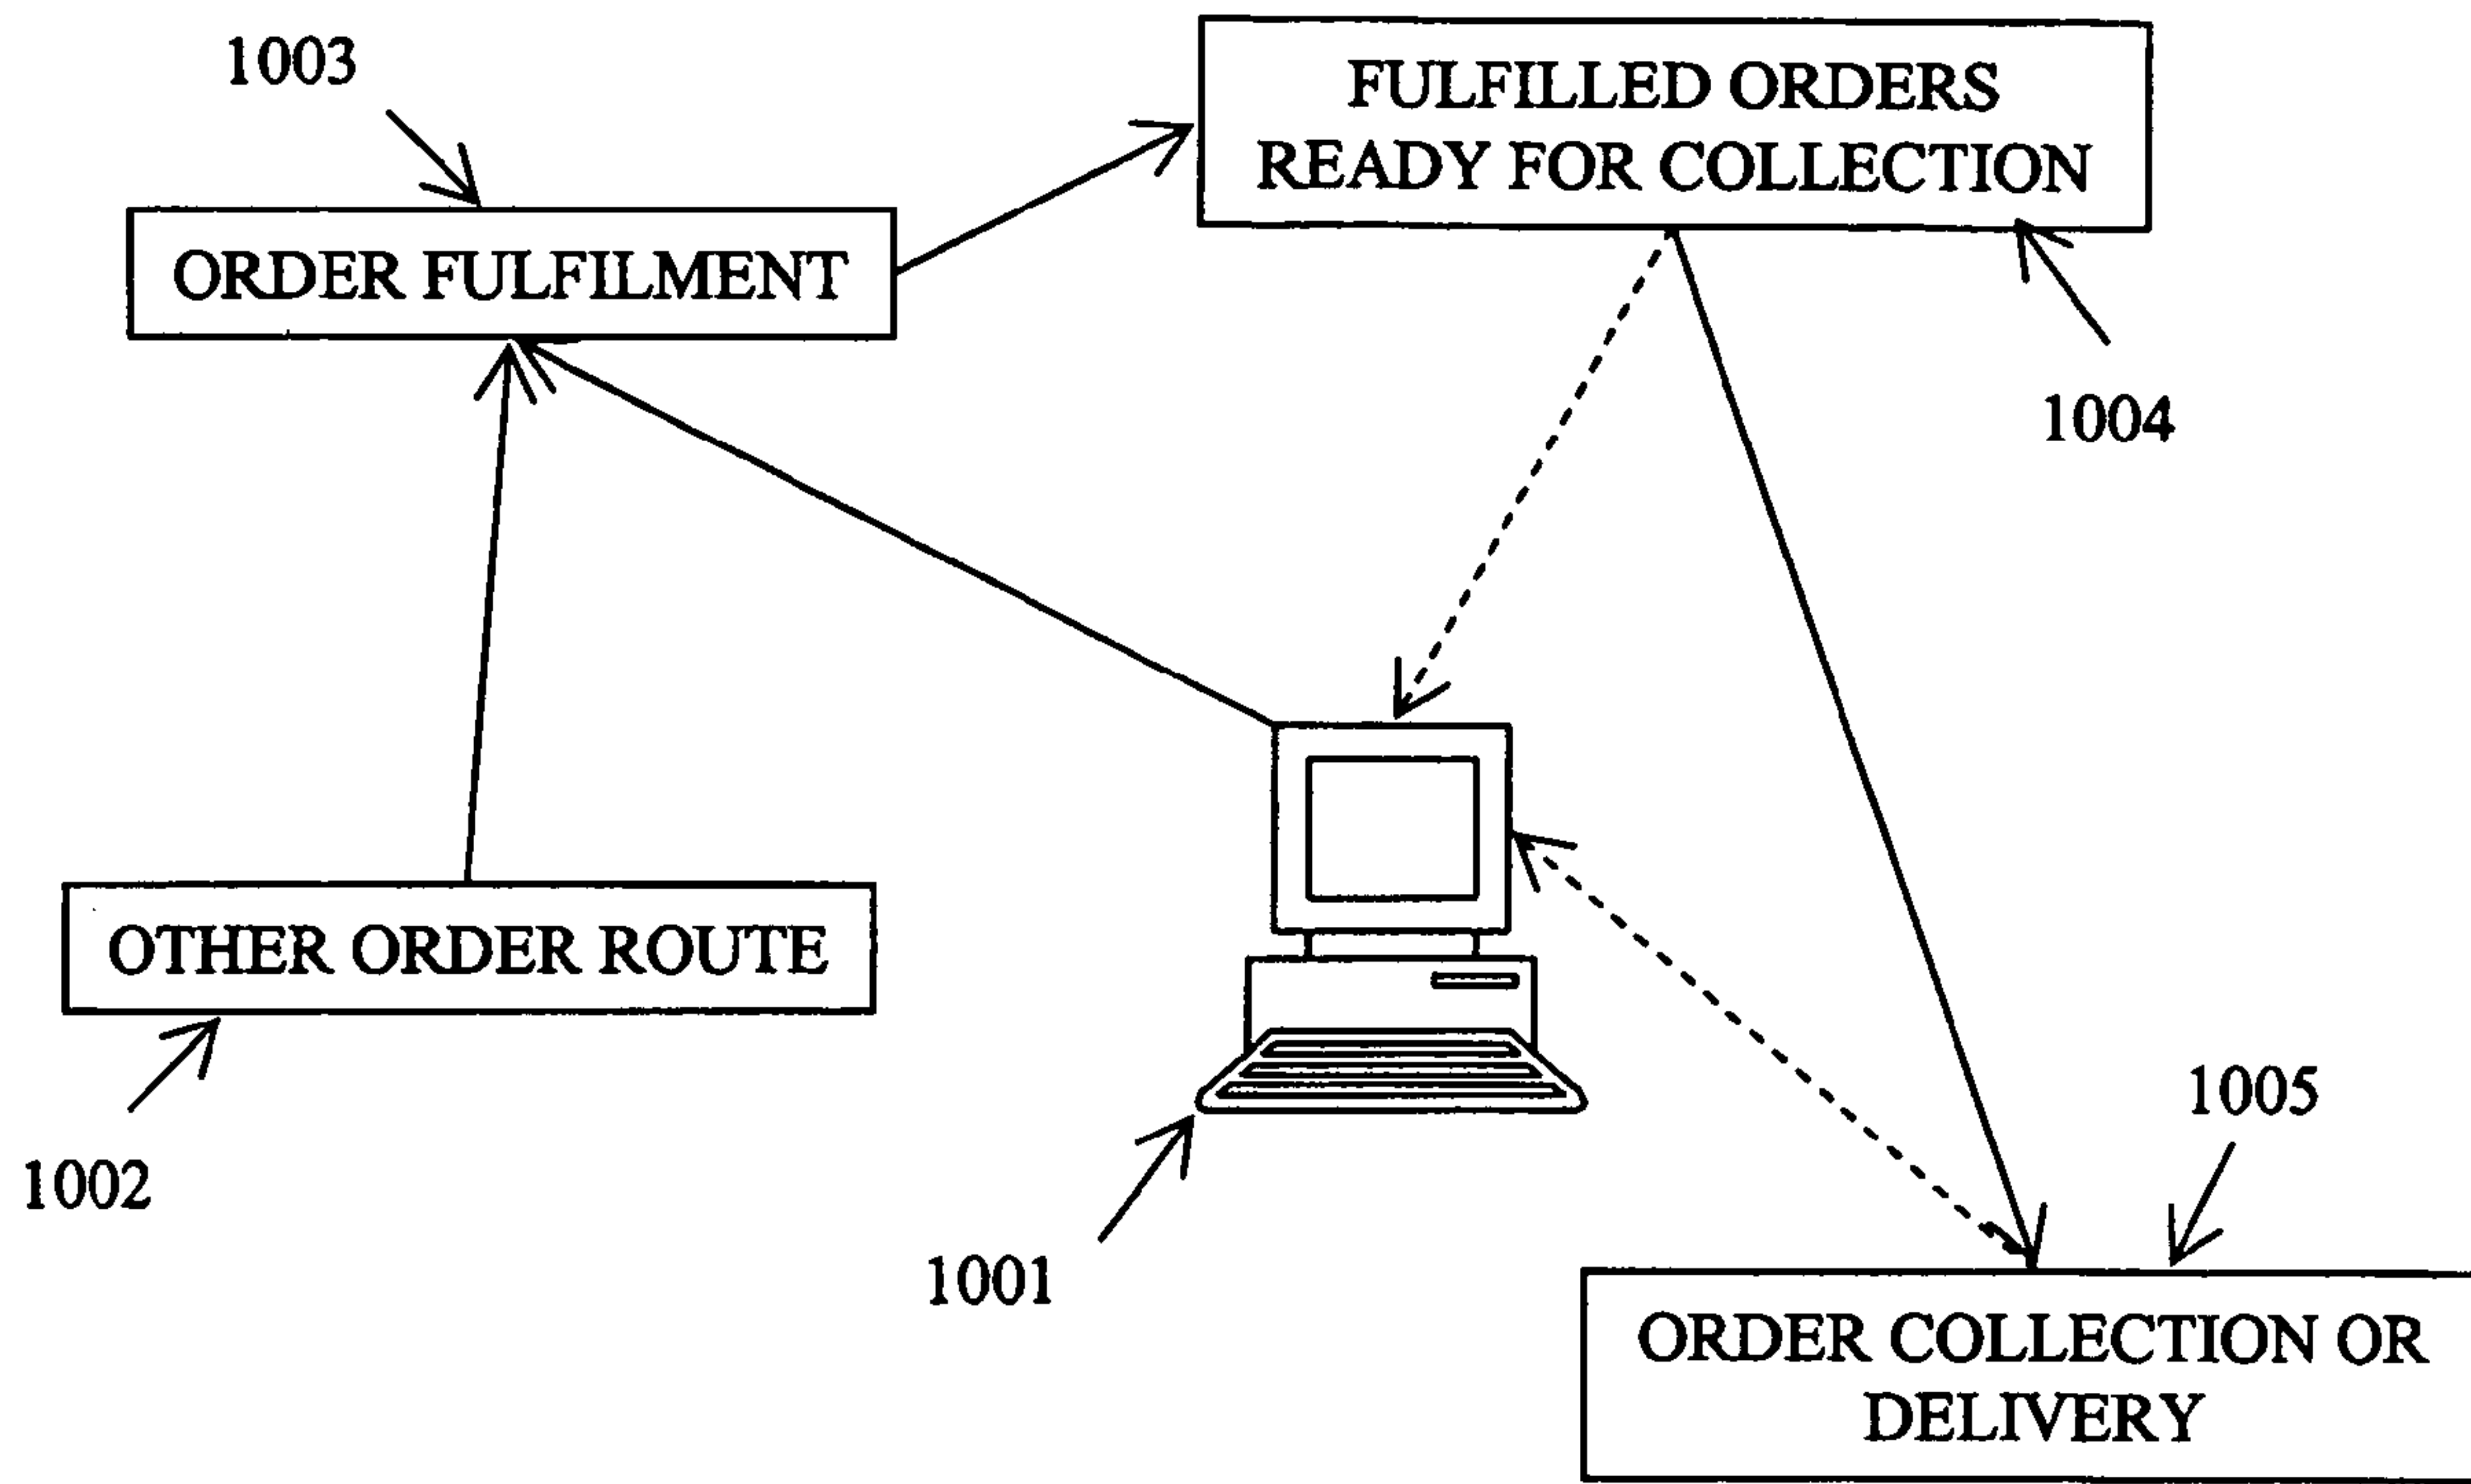 1003
FULFILLED ORDERS
READY FOR COLLECTION
ORDER FULFILMENT
1004
OTHER ORDER ROUTE
1005
1002
1001
ORDER COLLECTION OR
DELIVERY